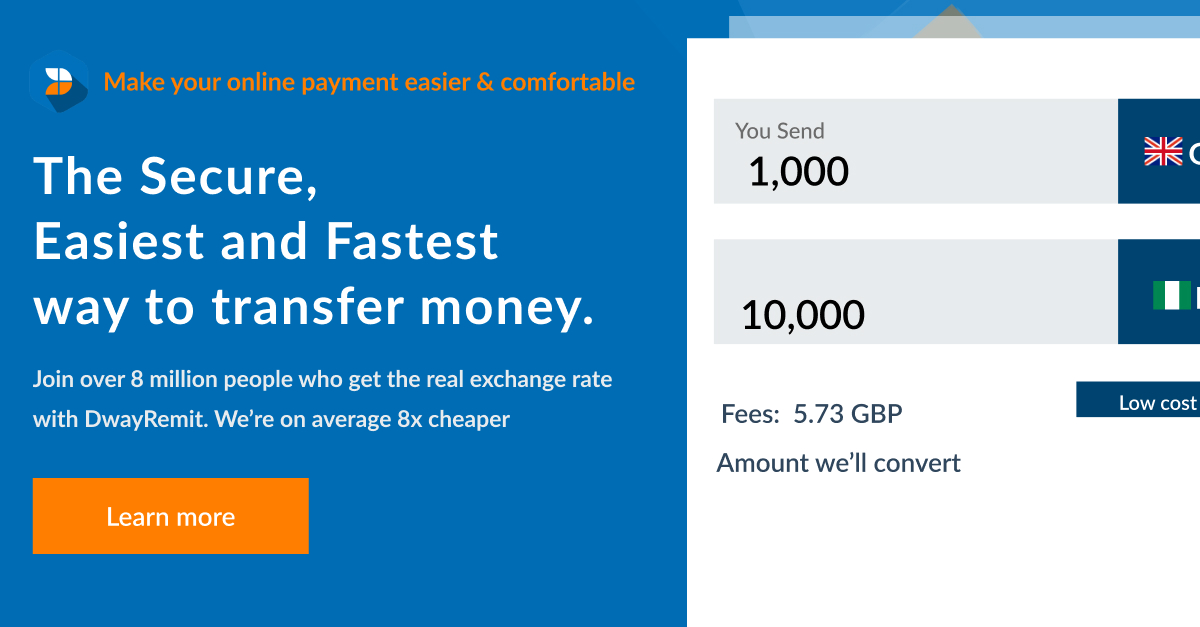 Make your online payment easier & comfortable
The Secure,
Easiest and Fastest
way to transfer money.
Join over 8 million people who get the real exchange rate
with DwayRemit. We’re on average 8x cheaper
Learn more
You Send
1,000
10,000
Fees: 5.73 GBP
Low cost
Amount we’ll convert